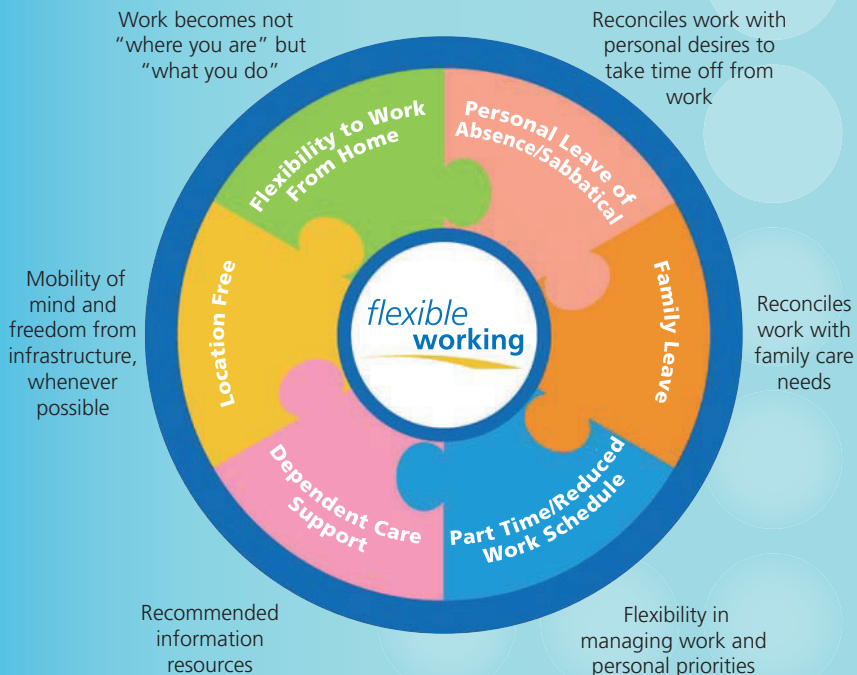 Work becomes not
“where you are” but
“what you do”
Reconciles work with
personal desires to
take time off from
work
Flexibility to Work
From Home
Personal Leave of
Absence/Sabbatical
Mobility of
mind and
freedom from
infrastructure,
whenever
possible
Location Free
flexible
working
Family Leave
Reconciles
work with
family care
needs
Dependent Care
Support
Part Time/Reduced
Work Schedule
Recommended
information
resources
Flexibility in
managing work and
personal priorities